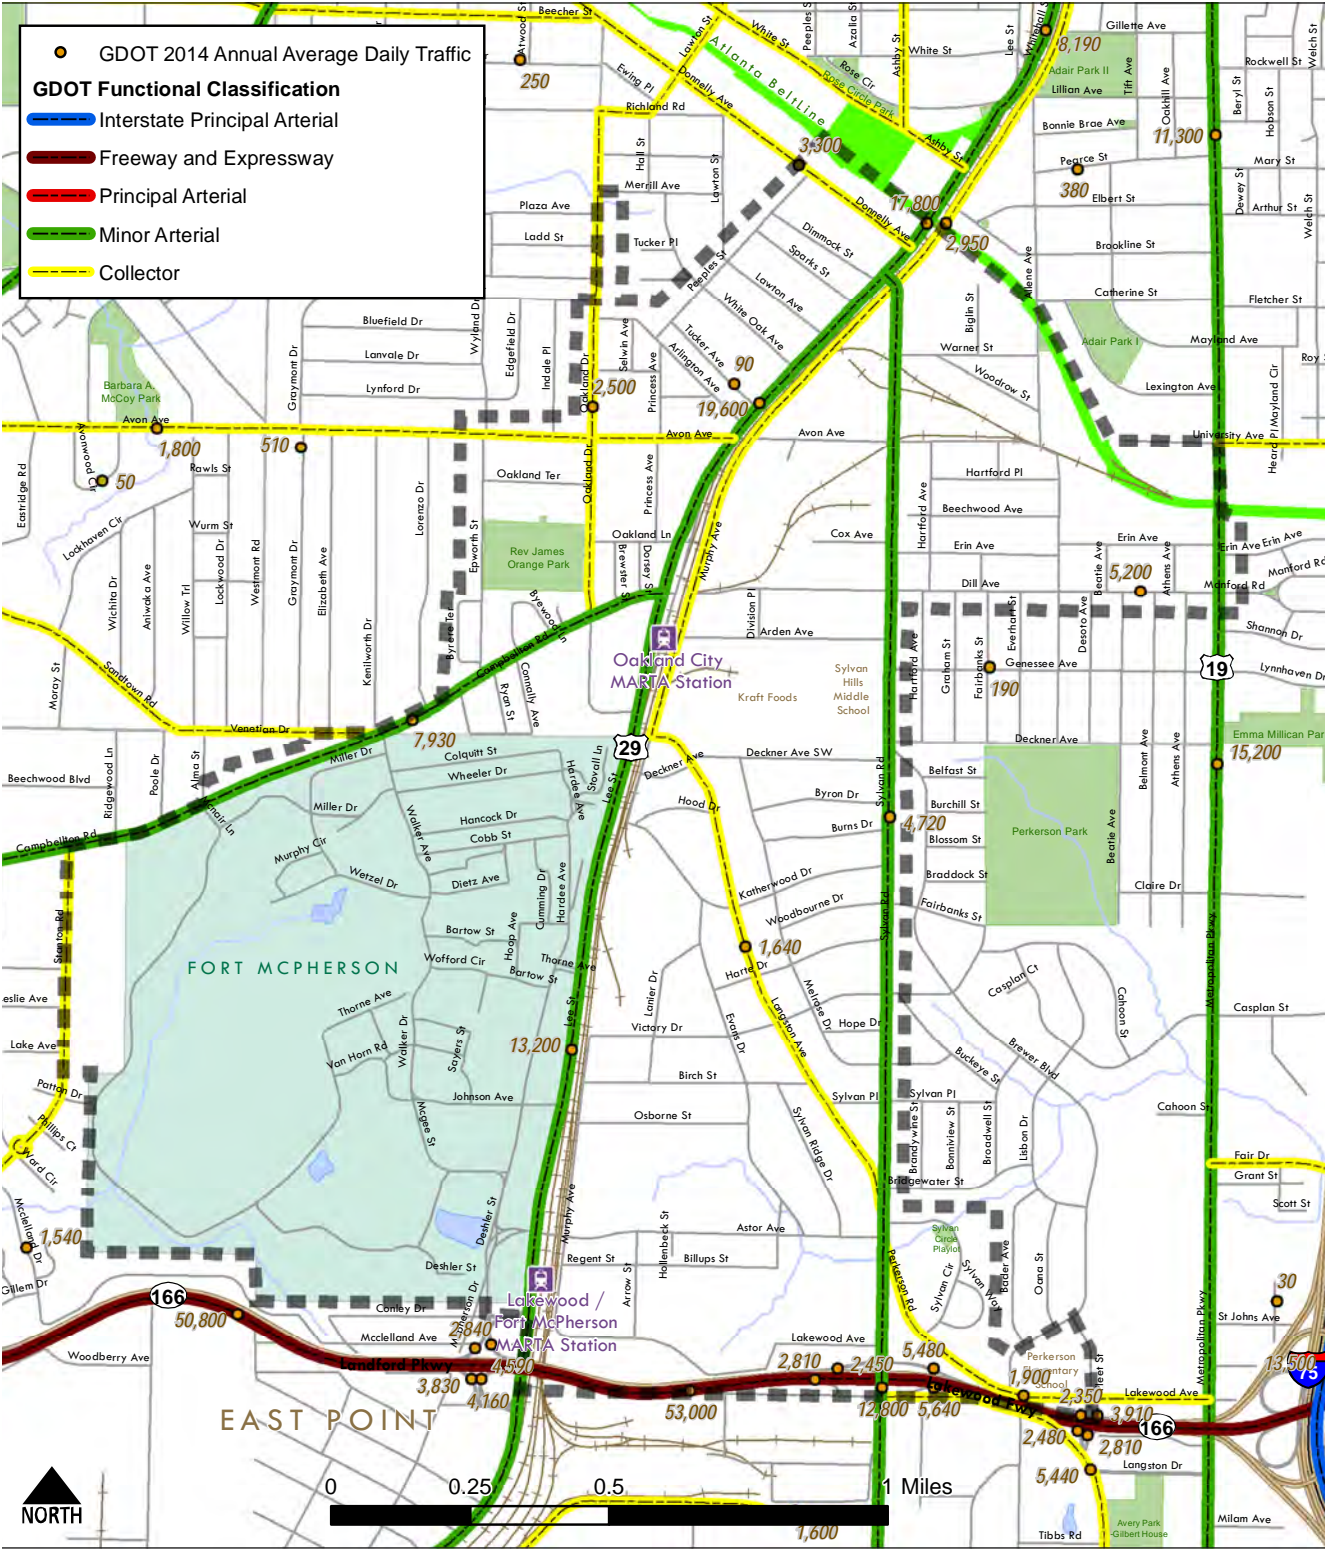 GDOT 2014 Annual Average Daily Traffic
GDOT Functional Classification
Interstate Principal Arterial
Freeway and Expressway
Principal Arterial
Minor Arterial
Collector
Beecher St
Atwood St
250
Lawton St
White St
Peeples St
Azalia St
Ashby St
White St
Lee St
Whitehall St
8,190
Gillette Ave
Welch St
Rockwell St
Adair Park II
Lillian Ave
Tift Ave
Oakhill Ave
Beryl St
Hobson St
Ewing Pl
Donnelly Ave
Atlanta BeltLine
Rose Cir
Rose Circle Park
Richland Rd
Bonnie Brae Ave
11,300
Ashby St
3,300
Hall St
Lawton St
Pearce St
380
Mary St
Merrill Ave
Elbert St
Dewey St
Arthur St
Welch St
Plaza Ave
Ladd St
Tucker Pl
Donnelly Ave
17,800
2,950
Dimmock St
Sparks St
Brookline St
Peeples St
Lawton Ave
White Oak Ave
Allene Ave
Catherine St
Fletcher St
Biglin St
Bluefield Dr
Wyland Dr
Edgefield Dr
Lanvale Dr
Graymont Dr
Lynford Dr
Indale Pl
Oakland Dr
Selwin Ave
Princess Ave
Tucker Ave
Arlington Ave
90
2,500
19,600
Warner St
Woodrow St
Adair Park I
Mayland Ave
Roy
Lexington Ave
Mayland Cir
Heard Pl
Barbara A.
McCoy Park
Avon Ave
1,800
510
Avon Ave
Avon Ave
University Ave
Avonwood Cir
50
Rawls St
Eastridge Rd
Lockhaven Cir
Wurm St
Lorenzo Dr
Oakland Ter
Oakland Dr
Princess Ave
Hartford Pl
Beechwood Ave
Hartford Ave
Epworth St
Rev James
Orange Park
Oakland Ln
Brewster St
Dorsey St
Murphy Ave
Cox Ave
Erin Ave
Erin Ave
Erin Ave
Erin Ave
Dill Ave
Beatie Ave
5,200
Athens Ave
Manford Rd
Manford Rd
Wichita Dr
Aniwaka Ave
Willow Trl
Lockwood Dr
Westmont Rd
Graymont Dr
Elizabeth Ave
Kenilworth Dr
Byrere Ter
Byewood Ln
Campbellton Rd
Division Pl
Arden Ave
Shannon Dr
Oakland City
MARTA Station
Kraft Foods
Sylvan
Hills
Middle
School
Hartford Ave
Graham St
Fairbanks St
Everhart St
Desoto Ave
Genessee Ave
190
19
Lynnhaven Dr
Moray St
Sandtown Rd
Venetian Dr
7,930
Ryan St
Connally Ave
29
Emma Millican Par
15,200
Deckner Ave
Deckner Ave SW
Deckner Ave
Beechwood Blvd
Ridgewood Ln
Poole Dr
Alma St
Mcnair Ln
Miller Dr
Colquitt St
Wheeler Dr
Hardee Ave
Stovall Ln
Lee St
Hood Dr
Byron Dr
Burns Dr
Sylvan Rd
4,720
Belfast St
Burchill St
Blossom St
Braddock St
Perkerson Park
Belmont Ave
Athens Ave
Beatie Ave
Claire Dr
Campbellton Rd
Miller Dr
Murphy Cir
Wetzel Dr
Walker Ave
Hancock Dr
Cobb St
Dietz Ave
Cumming Dr
Hardee Ave
Hoop Ave
Bartow St
Wofford Cir
Bartow St
Thorne Ave
Katherwood Dr
Woodbourne Dr
1,640
Harte Dr
Sylvan Rd
Fairbanks St
Stanton Rd
FORT MCPHERSON
eslie Ave
Lake Ave
Patton Dr
Phillips Ct
Ward Cir
Thorne Ave
Van Horn Rd
Walker Dr
Sayers St
Johnson Ave
Mcgee St
Lee St
13,200
Lanier Dr
Victory Dr
Evans Dr
Langston Ave
Melrose Dr
Hope Dr
Birch St
Osborne St
Sylvan Ridge Dr
Sylvan Pl
Sylvan Pl
Casplan Ct
Cahoon St
Casplan St
Metropolitan Pkwy
Buckeye St
Brewer Blvd
Brandywine St
Bonniview St
Broadwell St
Lisbon Dr
Cahoon St
Bridgewater St
Fair Dr
Grant St
Scott St
Mcclelland Dr
1,540
Gillem Dr
Deshler St
Deshler St
Murphy Ave
Regent St
Hollenbeck St
Billups St
Astor Ave
Arrow St
Perkerson Rd
Sylvan
Circle
Playlot
Sylvan Cir
Sylvan Way
Bader Ave
Oana St
Metropolitan Pkwy
30
St Johns Ave
166
50,800
Conley Dr
Mcclelland Ave
Woodberry Ave
Landford Pkwy
2,840
Lakewood /
Fort McPherson
MARTA Station
4,590
3,830
4,160
Lakewood Ave
2,810
2,450
5,480
53,000
12,800
5,640
Lakewood Fwy
Perkerson
Elementary
School
1,900
2,350
3,910
Lakewood Ave
13,500
75
166
EAST POINT
2,480
2,810
5,440
Langston Dr
Avery Park
-Gilbert House
Milam Ave
Tibbs Rd
1,600
NORTH
0 0.25 0.5 1 Miles